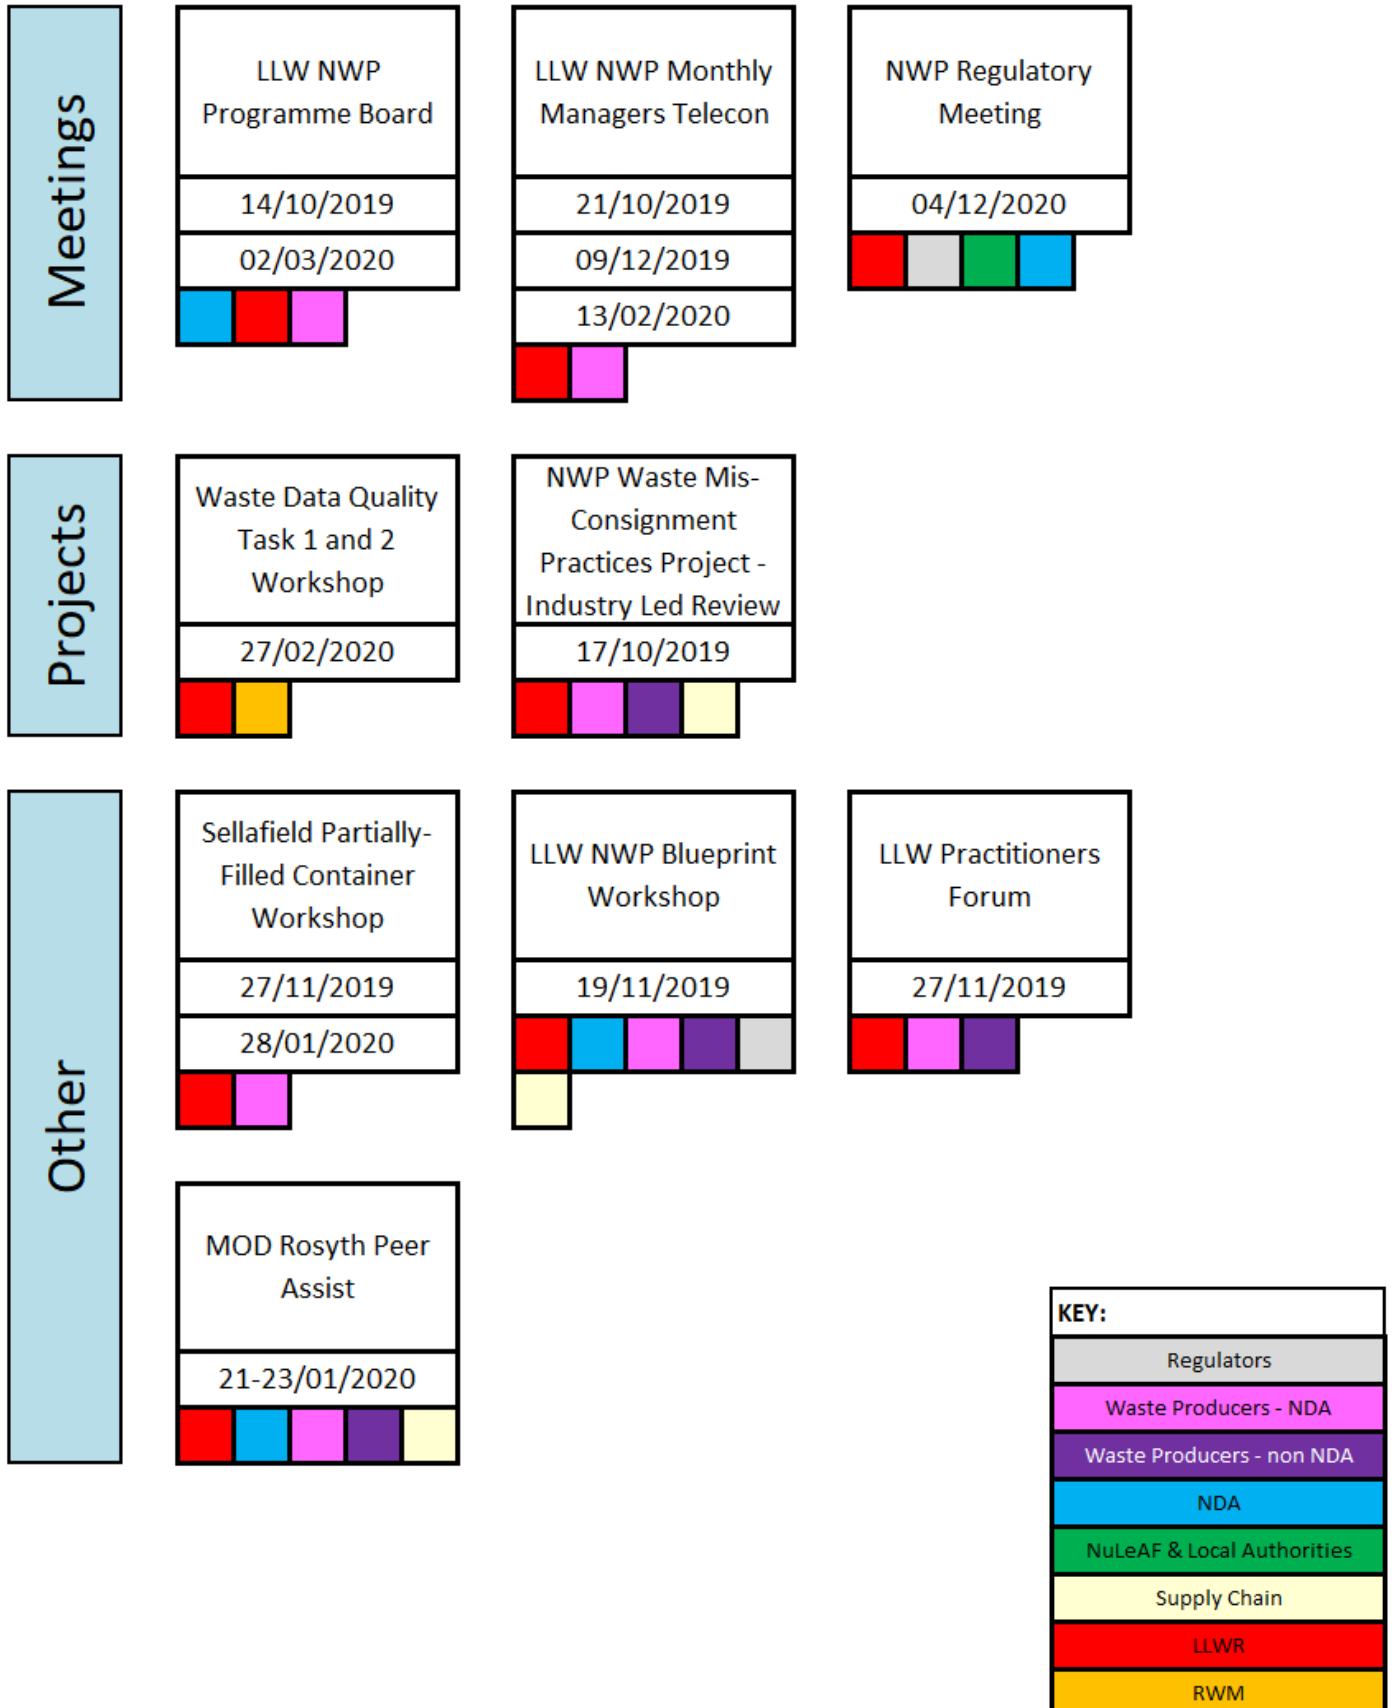 Meetings
LLW NWP
Programme Board
14/10/2019
02/03/2020
LLW NWP Monthly
Managers Telecon
21/10/2019
09/12/2019
13/02/2020
NWP Regulatory
Meeting
04/12/2020
Projects
Waste Data Quality
Task 1 and 2
Workshop
27/02/2020
NWP Waste Mis-
Consignment
Practices Project -
Industry Led Review
17/10/2019
Other
Sellafield Partially-
Filled Container
Workshop
27/11/2019
28/01/2020
LLW NWP Blueprint
Workshop
19/11/2019
LLW Practitioners
Forum
27/11/2019
MOD Rosyth Peer
Assist
21-23/01/2020
KEY:
Regulators
Waste Producers - NDA
Waste Producers - non NDA
NDA
NuLeAF & Local Authorities
Supply Chain
LLWR
RWM